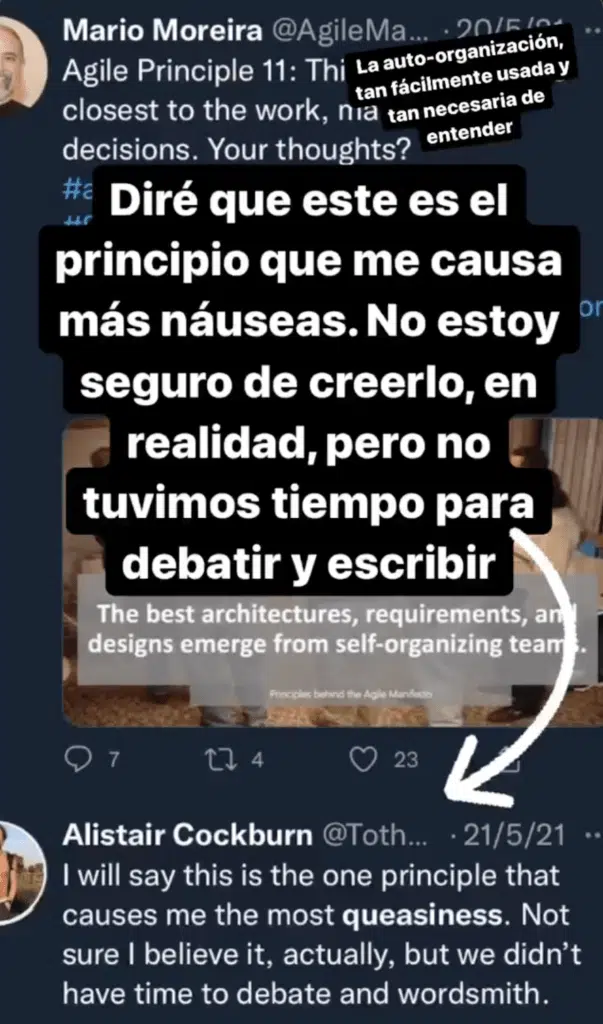 Mario Moreira @AgileMa... · 20/5/21
La auto-organización,
tan fácilmente usada y
tan necesaria de
entender
Agile Principle 11: Thi
closest to the work, ma
decisions. Your thoughts?
Diré que este es el
principio que me causa
más náuseas. No estoy
seguro de creerlo, en
realidad, pero no
tuvimos tiempo para
debatir y escribir
The best architectures, requirements, and
designs emerge from self-organizing teams.
Principles behind the Agile Manifesto
7 4 23
Alistair Cockburn @Toth... · 21/5/21
I will say this is the one principle that
causes me the most queasiness. Not
sure I believe it, actually, but we didn't
have time to debate and wordsmith.